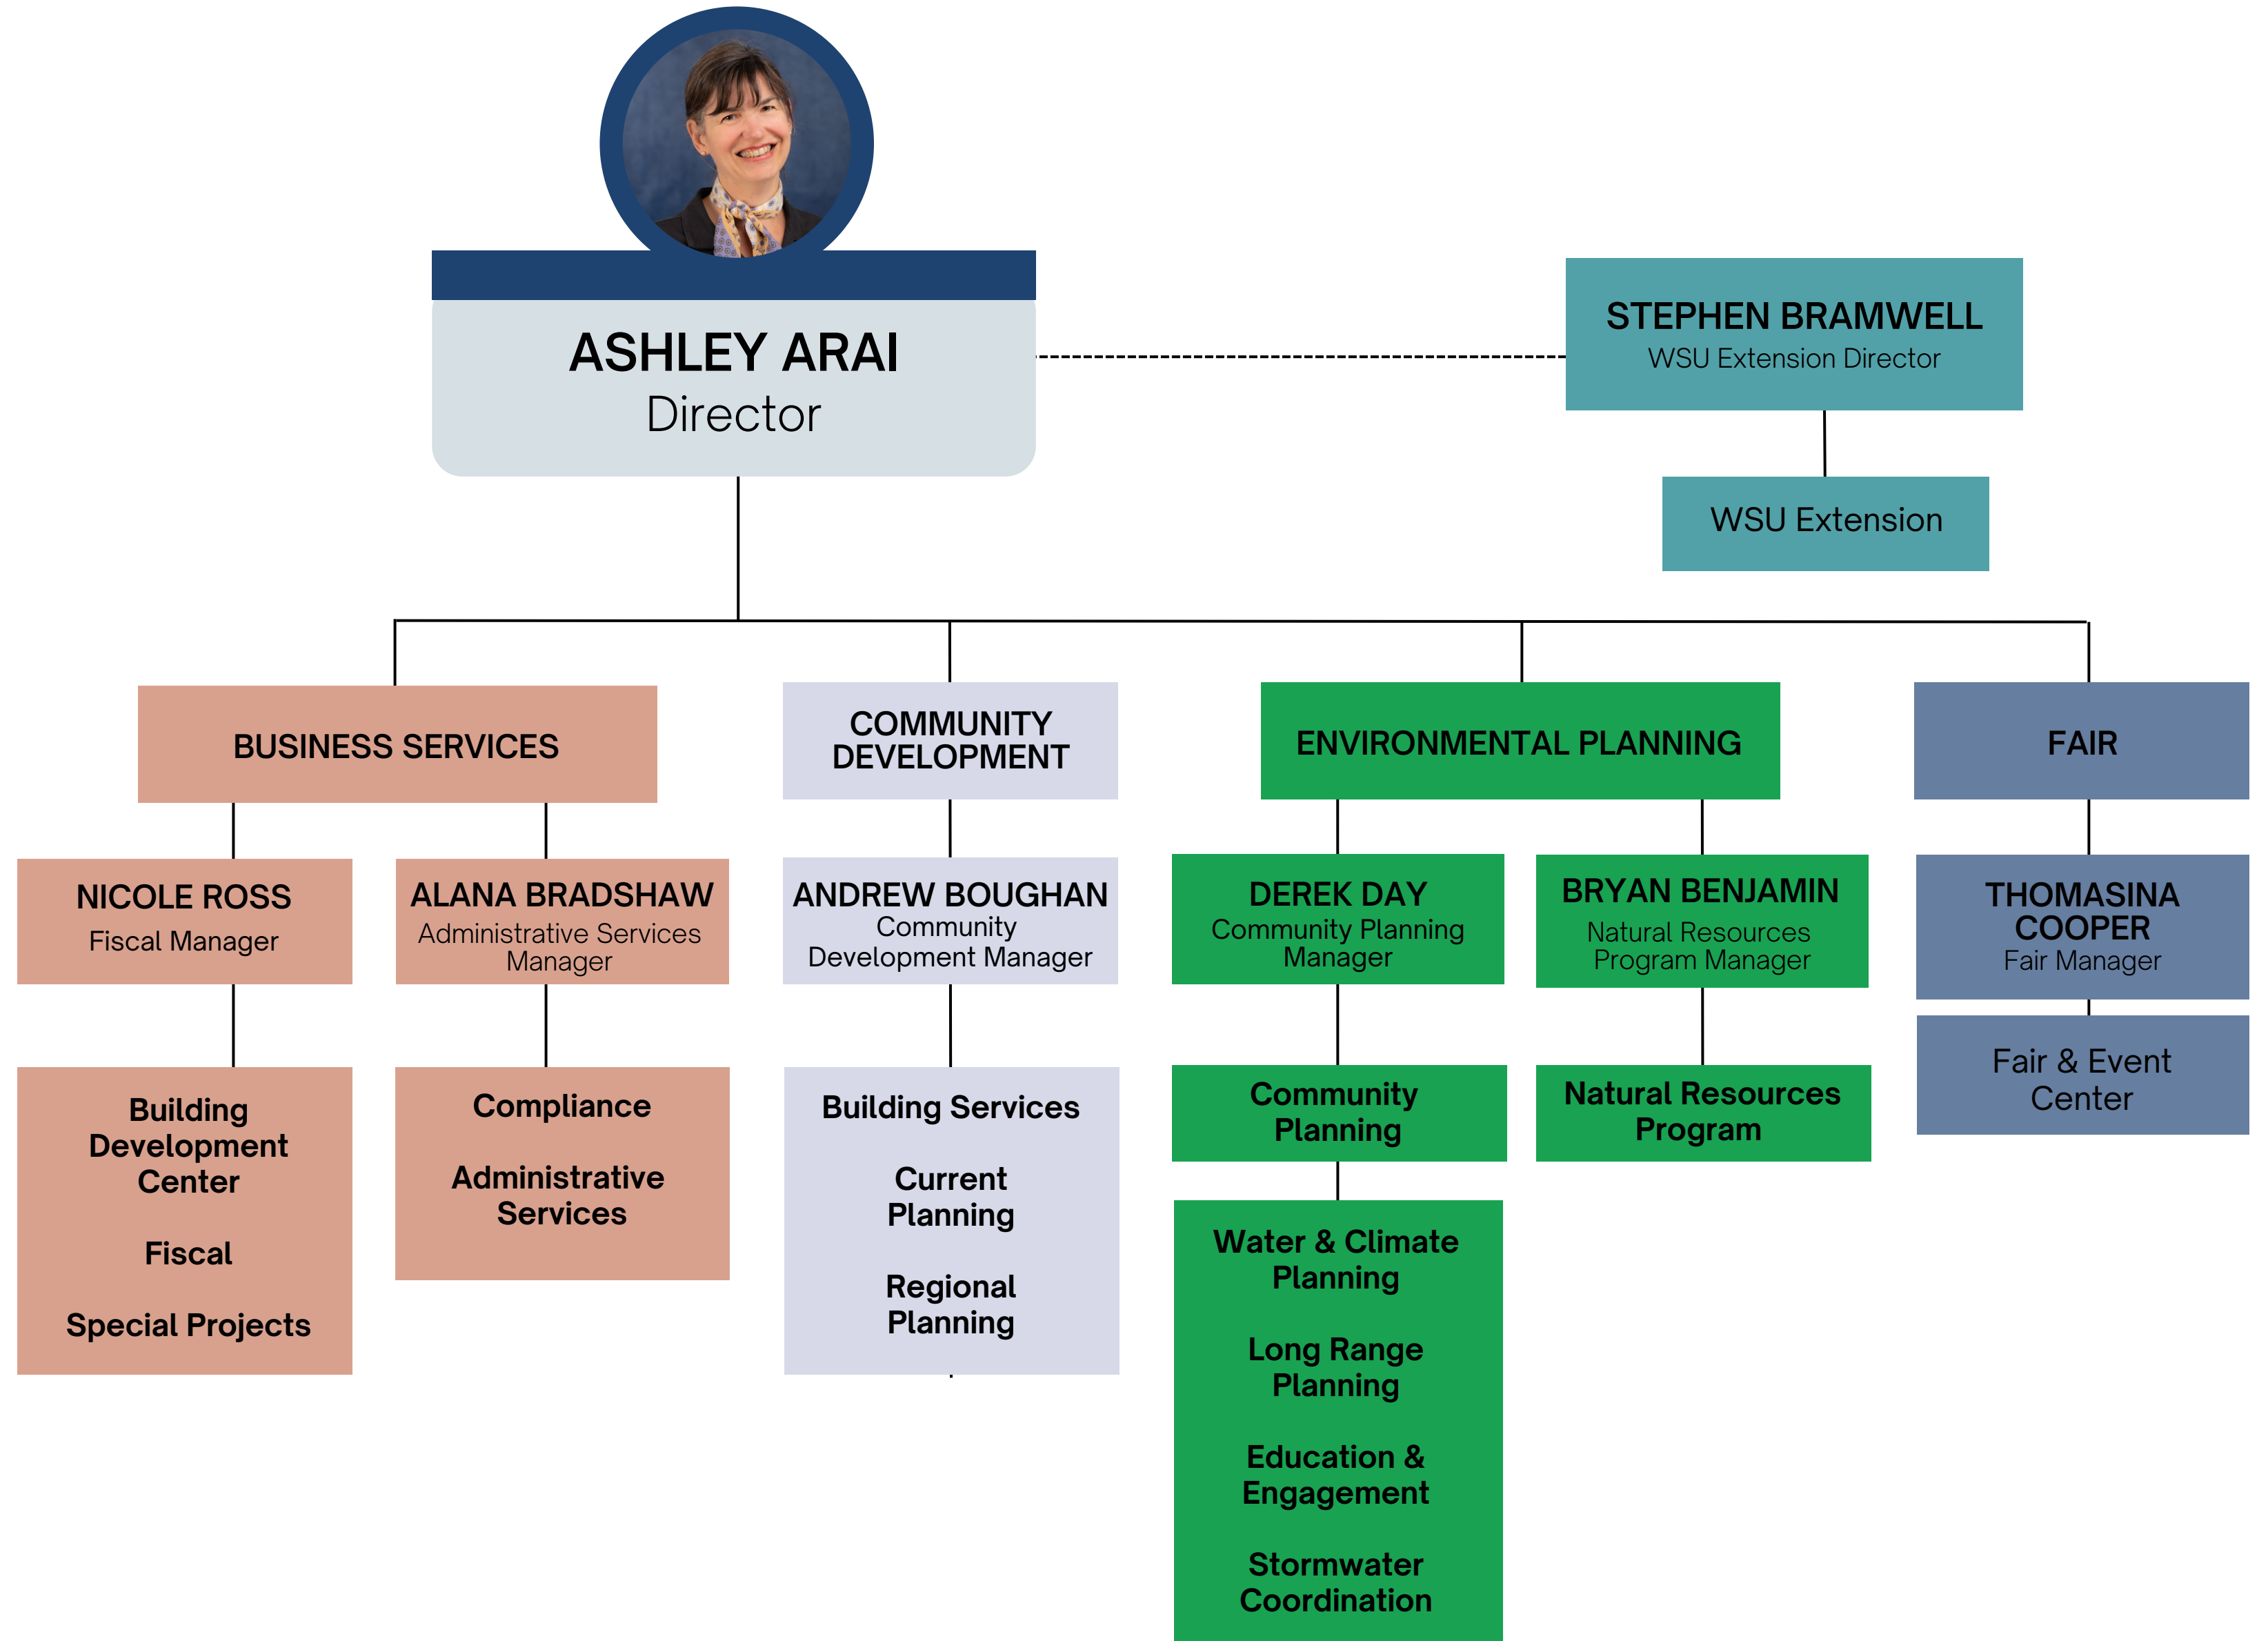 ASHLEY ARAI
Director
STEPHEN BRAMWELL
WSU Extension Director
WSU Extension
BUSINESS SERVICES
COMMUNITY
DEVELOPMENT
ENVIRONMENTAL PLANNING
FAIR
NICOLE ROSS
Fiscal Manager
ALANA BRADSHAW
Administrative Services
Manager
ANDREW BOUGHAN
Community
Development Manager
DEREK DAY
Community Planning
Manager
BRYAN BENJAMIN
Natural Resources
Program Manager
THOMASINA
COOPER
Fair Manager
Building
Development
Center
Fiscal
Special Projects
Compliance
Administrative
Services
Building Services
Current
Planning
Regional
Planning
Community
Planning
Water & Climate
Planning
Long Range
Planning
Education &
Engagement
Stormwater
Coordination
Natural Resources
Program
Fair & Event
Center